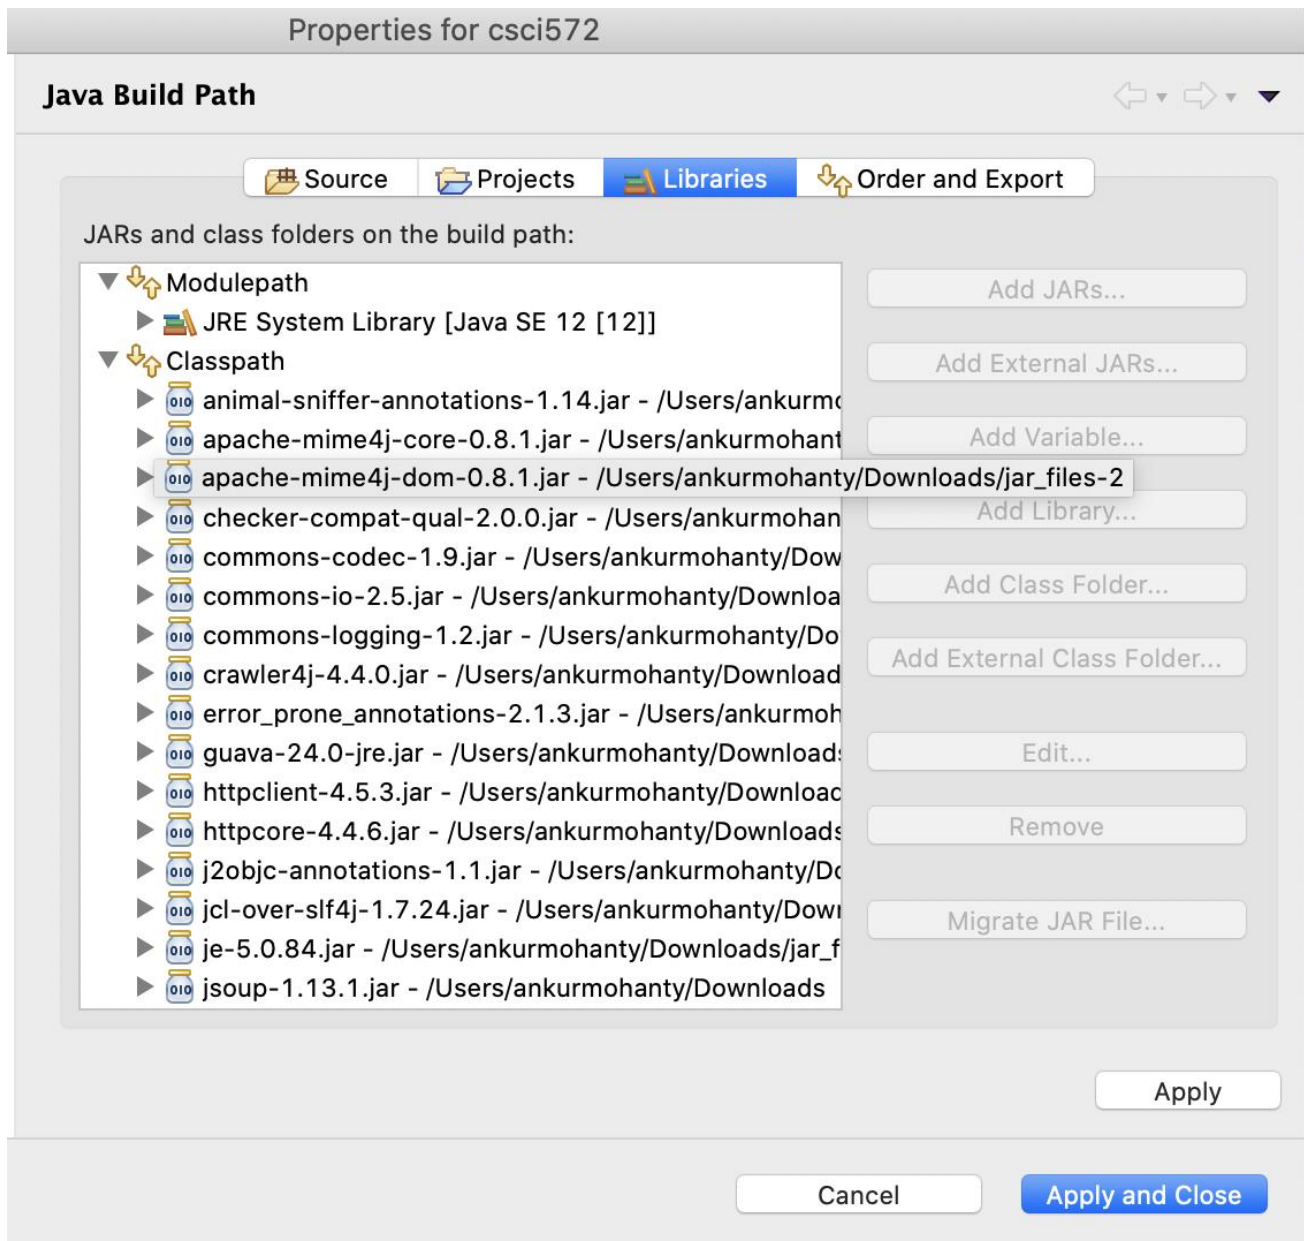 Properties for csci572
Java Build Path
Source Projects Libraries Order and Export
JARs and class folders on the build path:
Modulepath
JRE System Library [Java SE 12 [12]]
Classpath
animal-sniffer-annotations-1.14.jar - /Users/ankurmo
apache-mime4j-core-0.8.1.jar - /Users/ankurmohant
apache-mime4j-dom-0.8.1.jar - /Users/ankurmohanty/Downloads/jar_files-2
checker-compat-qual-2.0.0.jar - /Users/ankurmohan
commons-codec-1.9.jar - /Users/ankurmohanty/Dow
commons-io-2.5.jar - /Users/ankurmohanty/Downloa
commons-logging-1.2.jar - /Users/ankurmohanty/Do
crawler4j-4.4.0.jar - /Users/ankurmohanty/Download
error_prone_annotations-2.1.3.jar - /Users/ankurmoh
guava-24.0-jre.jar - /Users/ankurmohanty/Downloads
httpclient-4.5.3.jar - /Users/ankurmohanty/Downloac
httpcore-4.4.6.jar - /Users/ankurmohanty/Downloads
j2objc-annotations-1.1.jar - /Users/ankurmohanty/Do
jcl-over-slf4j-1.7.24.jar - /Users/ankurmohanty/Dow
je-5.0.84.jar - /Users/ankurmohanty/Downloads/jar_f
jsoup-1.13.1.jar - /Users/ankurmohanty/Downloads
Add JARs...
Add External JARs...
Add Variable...
Add Library...
Add Class Folder...
Add External Class Folder...
Edit...
Remove
Migrate JAR File...
Apply
Cancel Apply and Close